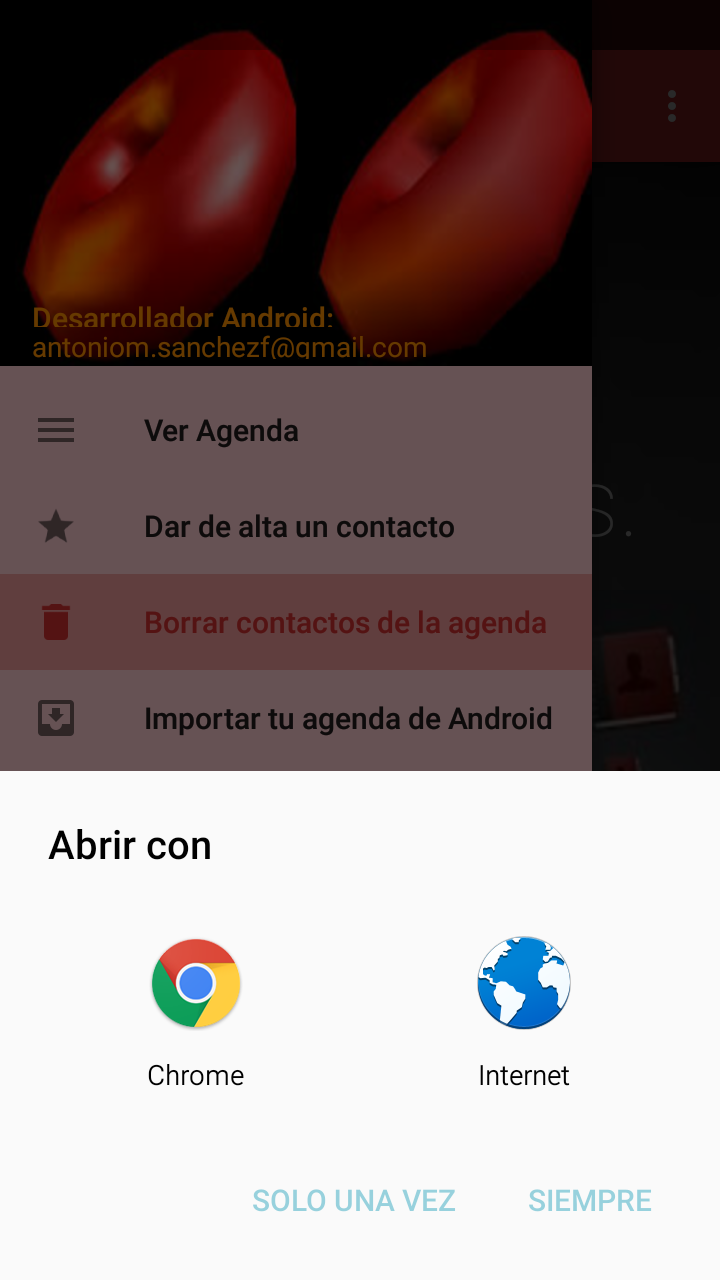 Desarrollador Android:
antoniom.sanchezf@gmail.com
Ver Agenda
S.
Dar de alta un contacto
Borrar contactos de la agenda
Importar tu agenda de Android
Abrir con
Chrome
Internet
SOLO UNA VEZ
SIEMPRE